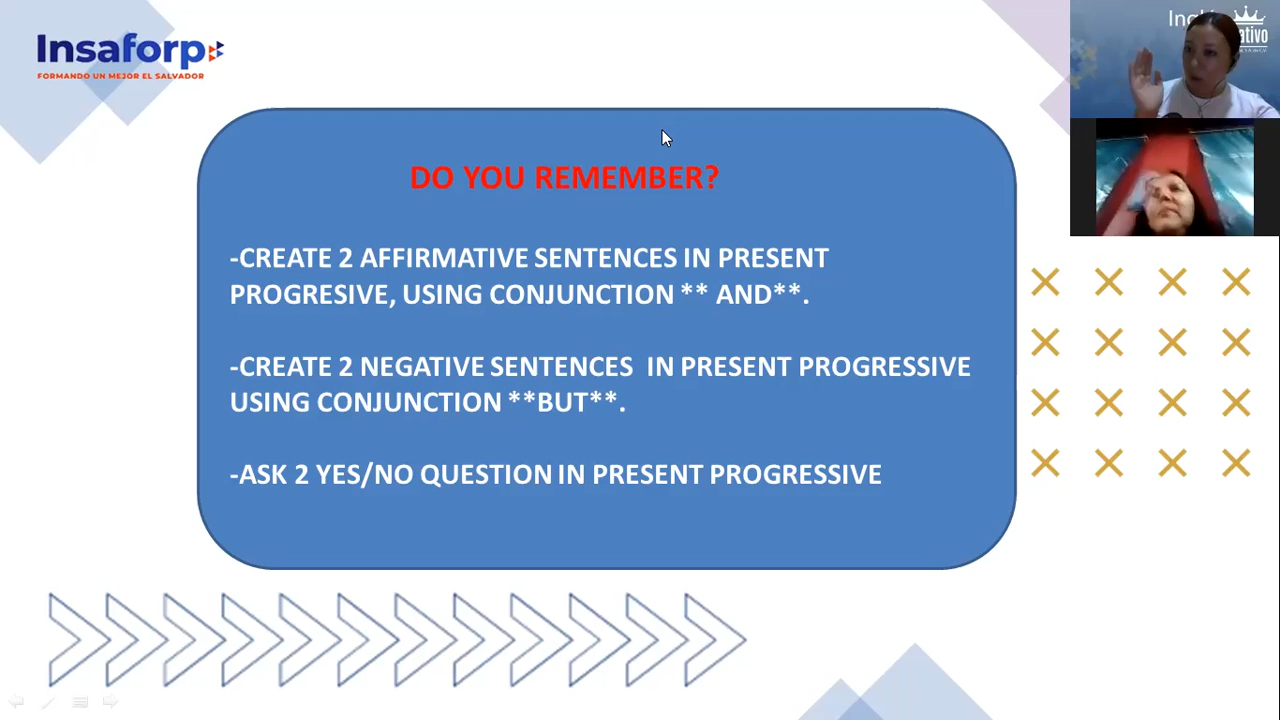 Insaforp
FORMANDO UN MEJOR EL SALVADOR
DO YOU REMEMBER?
-CREATE 2 AFFIRMATIVE SENTENCES IN PRESENT
PROGRESIVE, USING CONJUNCTION ** AND**.
-CREATE 2 NEGATIVE SENTENCES IN PRESENT PROGRESSIVE
USING CONJUNCTION **BUT**.
-ASK 2 YES/NO QUESTION IN PRESENT PROGRESSIVE